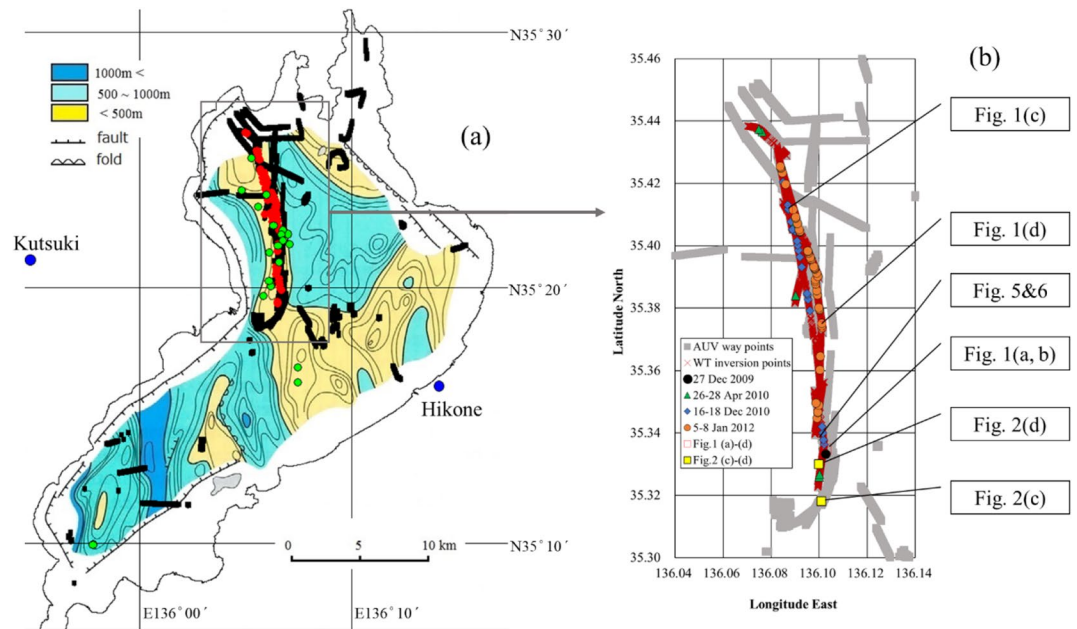 1000m <
500 ~ 1000m
< 500m
fault
fold
(a)
N35° 30´
Kutsuki
N35° 20´
Hikone
0 5 10 km
N35° 10´
E136° 00´
E136° 10´
(b)
35.46
35.44
35.42
35.40
35.38
35.36
35.34
35.32
35.30
Latitude North
136.04 136.06 136.08 136.10 136.12 136.14
Longitude East
AUV way points
WT inversion points
27 Dec 2009
26-28 Apr 2010
16-18 Dec 2010
5-8 Jan 2012
Fig.1 (a)-(d)
Fig.2 (c)-(d)
Fig. 1(c)
Fig. 1(d)
Fig. 5&6
Fig. 1(a, b)
Fig. 2(d)
Fig. 2(c)